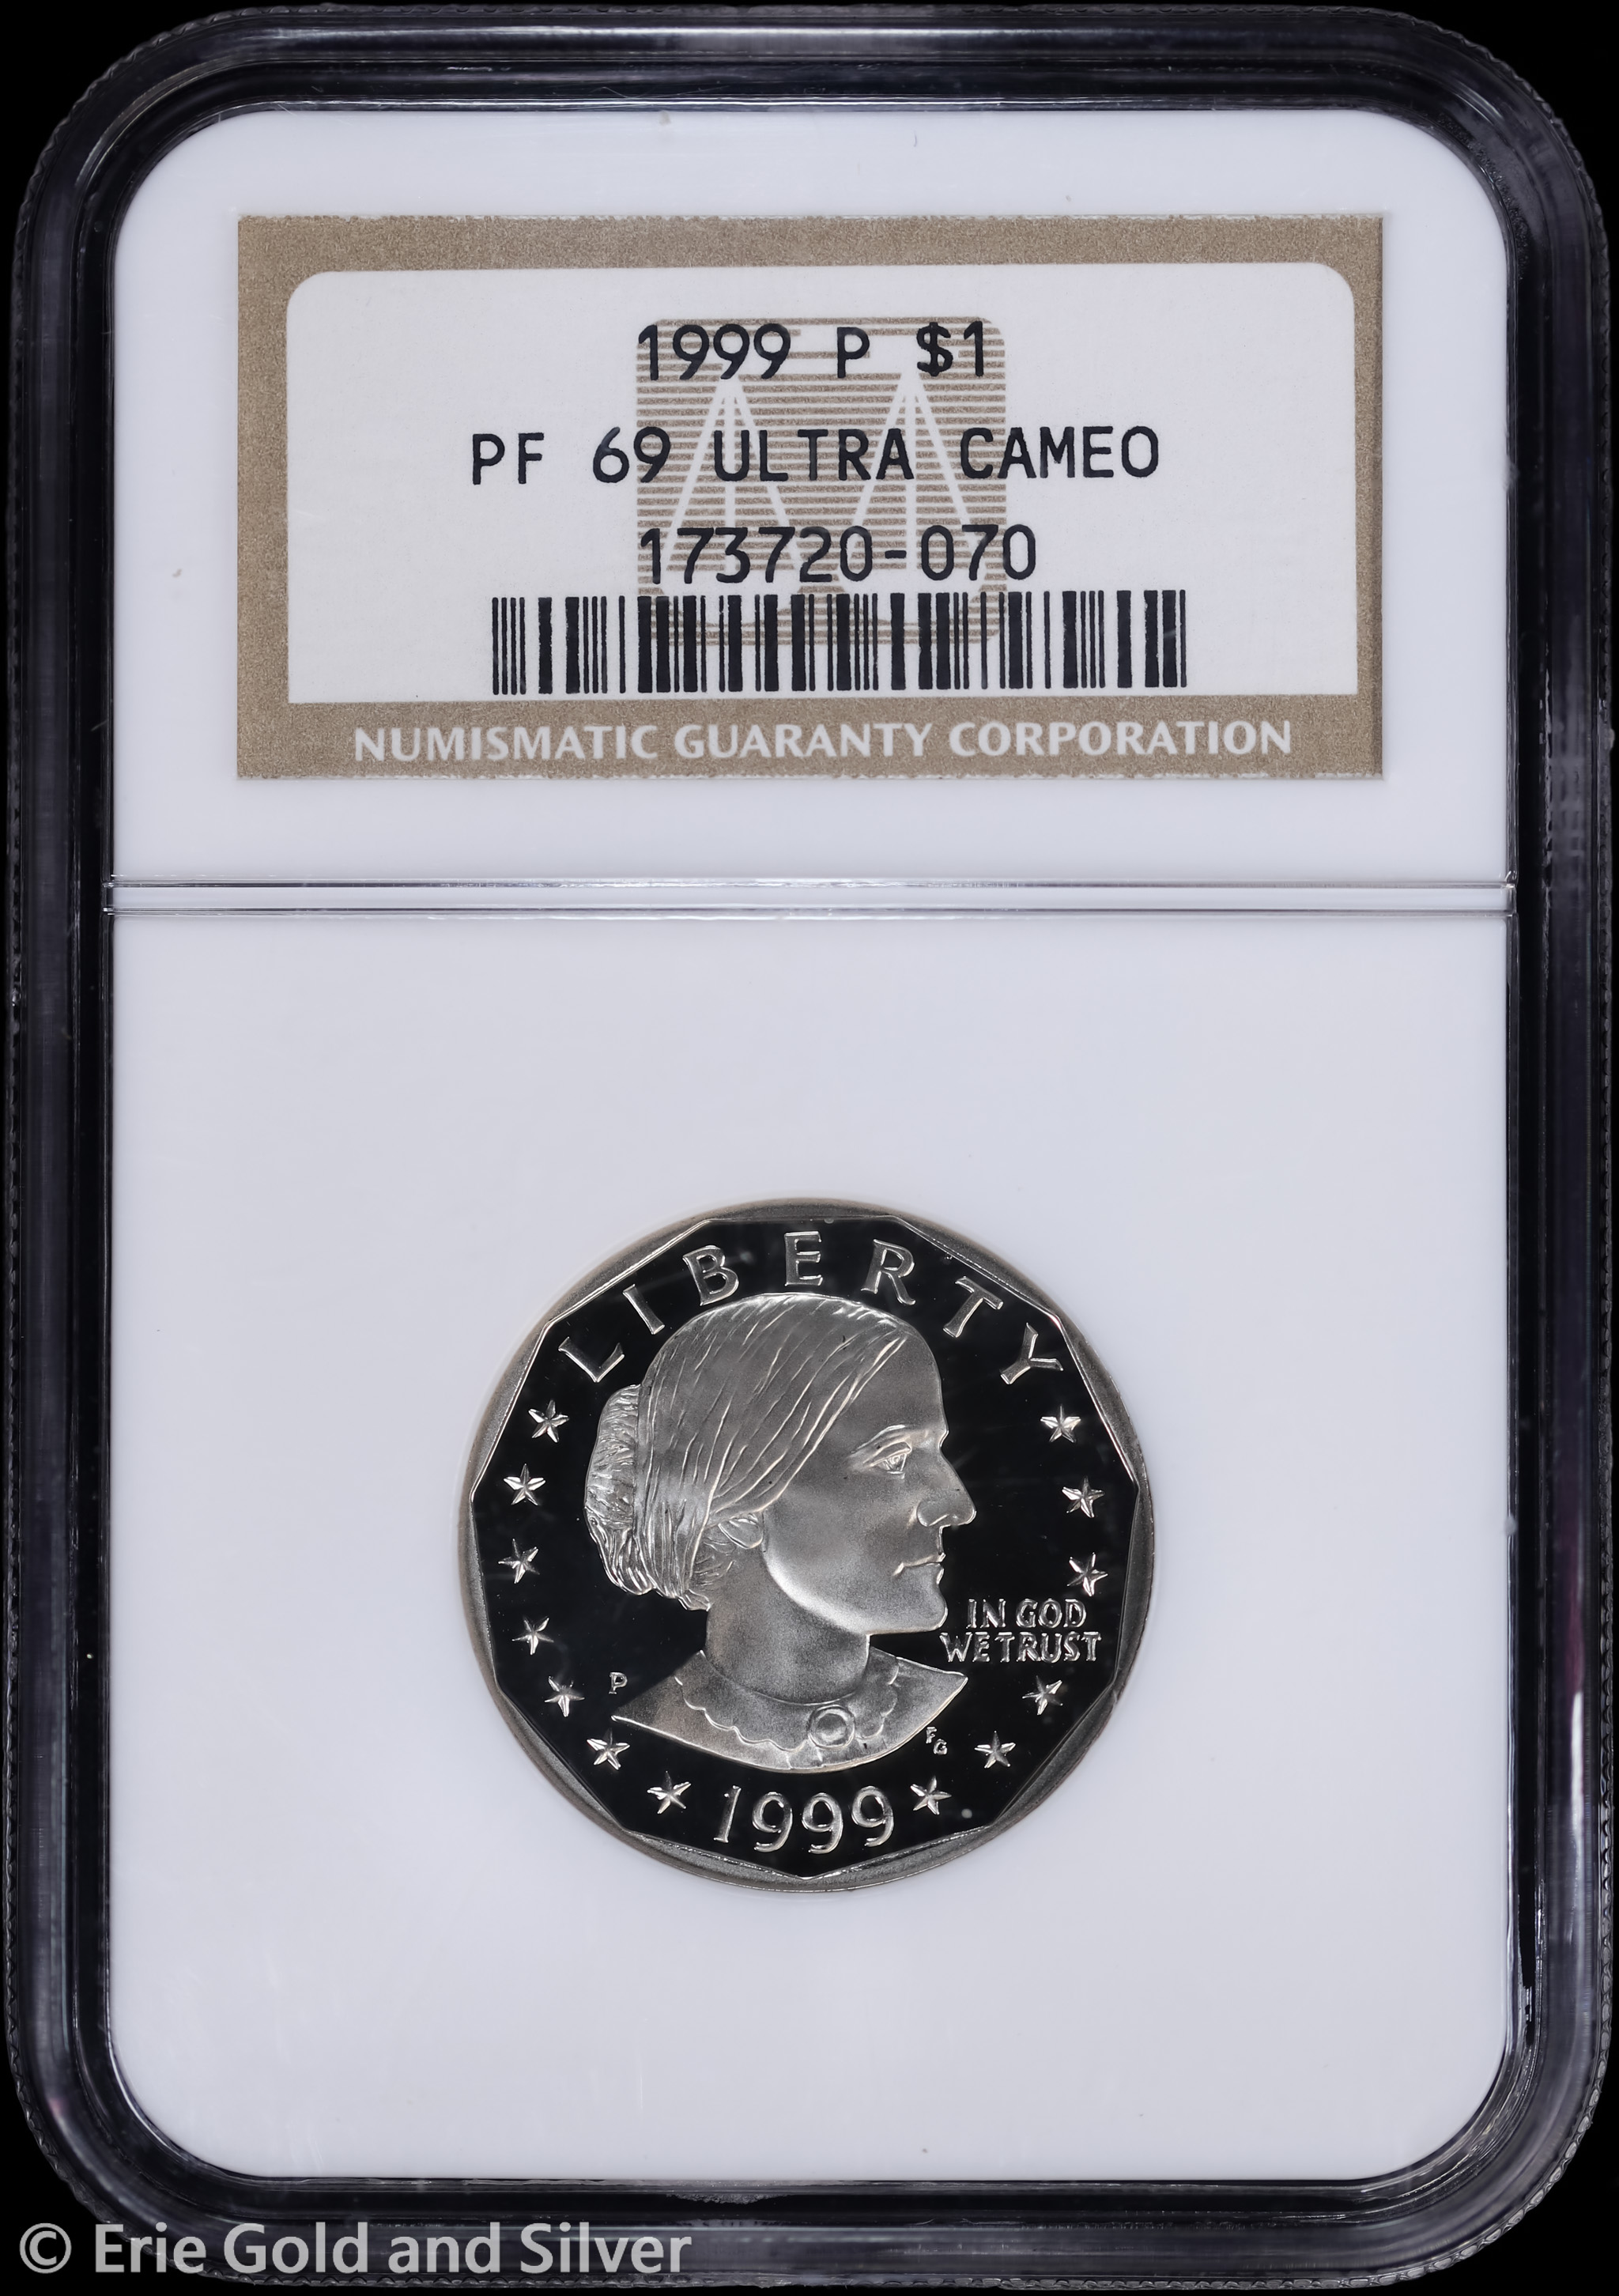 1999 P $1
PF 69 ULTRA CAMEO
173720-070
NUMISMATIC GUARANTY CORPORATION
LIBERTY
IN GOD
WE TRUST
P
FG
1999
© Erie Gold and Silver